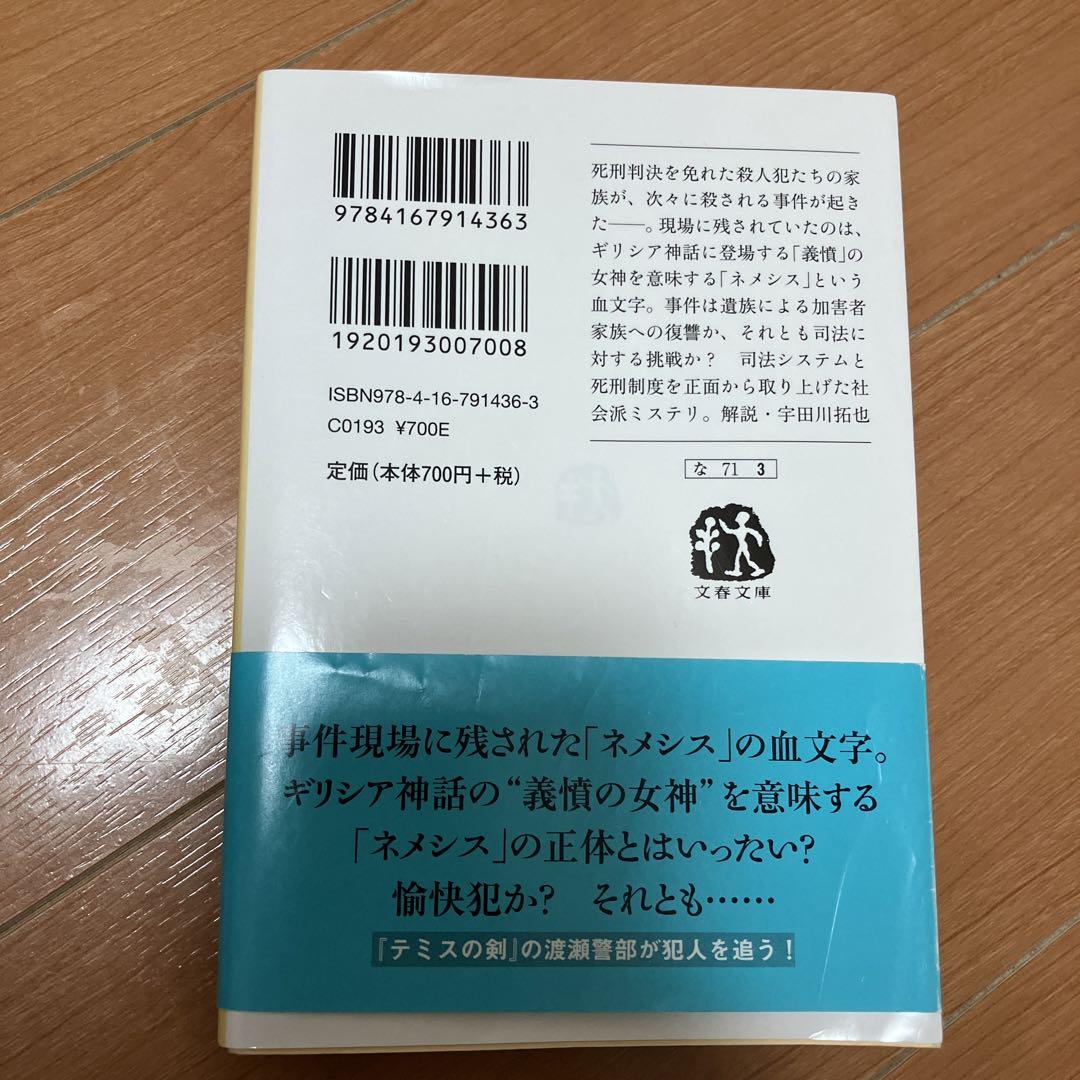 9784167914363
1920193007008
ISBN978-4-16-791436-3
C0193 ¥700E
定価(本体700円+税)
死刑判決を免れた殺人犯たちの家
族が、次々に殺される事件が起き
た――。現場に残されていたのは、
ギリシア神話に登場する「義憤」の
女神を意味する「ネメシス」という
血文字。事件は遺族による加害者
家族への復讐か、それとも司法に
対する挑戦か? 司法システムと
死刑制度を正面から取り上げた社
会派ミステリ。解説・宇田川拓也
な 71 3
文春文庫
事件現場に残された「ネメシス」の血文字。
ギリシア神話の“義憤の女神”を意味する
「ネメシス」の正体とはいったい?
愉快犯か? それとも……
『テミスの剣』の渡瀬警部が犯人を追う!